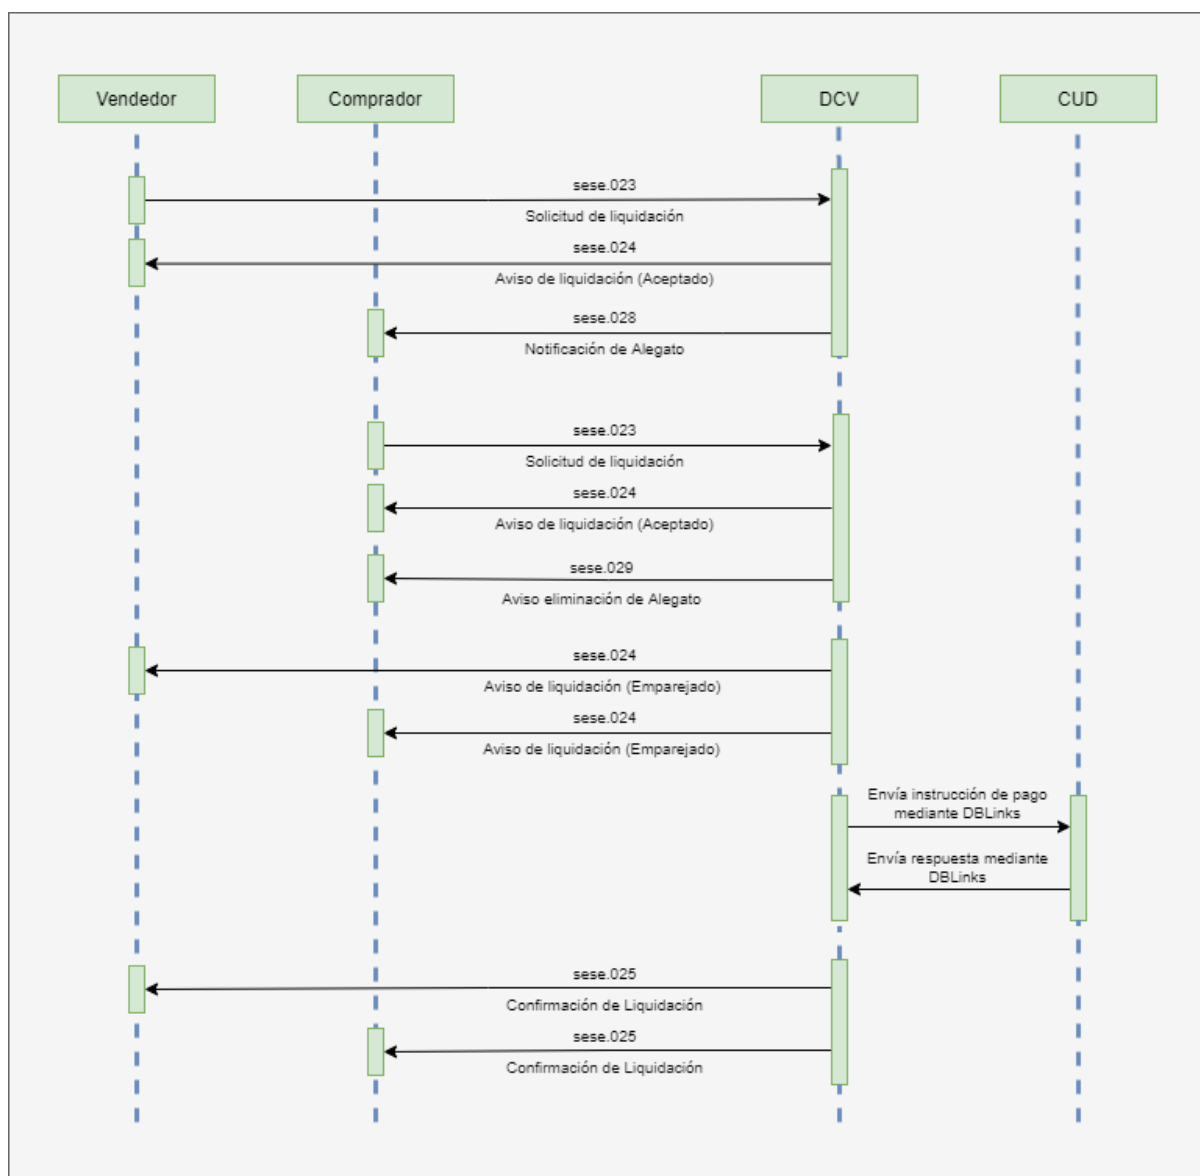 Vendedor
Comprador
DCV
CUD
sese.023
Solicitud de liquidación
sese.024
Aviso de liquidación (Aceptado)
sese.028
Notificación de Alegato
sese.023
Solicitud de liquidación
sese.024
Aviso de liquidación (Aceptado)
sese.029
Aviso eliminación de Alegato
sese.024
Aviso de liquidación (Emparejado)
sese.024
Aviso de liquidación (Emparejado)
Envía instrucción de pago
mediante DBLinks
Envía respuesta mediante
DBLinks
sese.025
Confirmación de Liquidación
sese.025
Confirmación de Liquidación